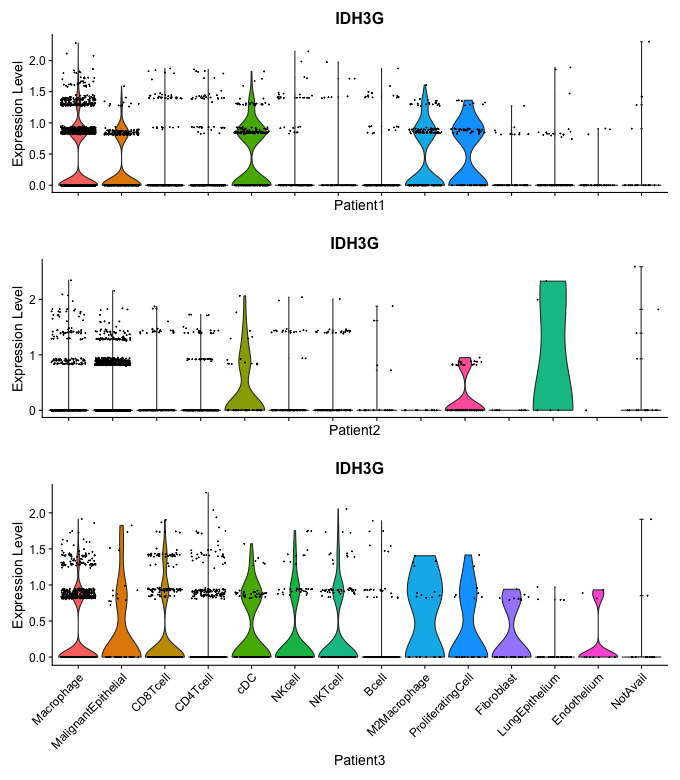 IDH3G
Expression Level
2.0
1.5
1.0
0.5
0.0
Patient1
IDH3G
Expression Level
2
1
0
Patient2
IDH3G
Expression Level
2.0
1.5
1.0
0.5
0.0
Macrophage
MalignantEpithelial
CD8Tcell
CD4Tcell
cDC
NKcell
NKTcell
Bcell
M2Macrophage
ProliferatingCell
Fibroblast
LungEpithelium
Endothelium
NotAvail
Patient3